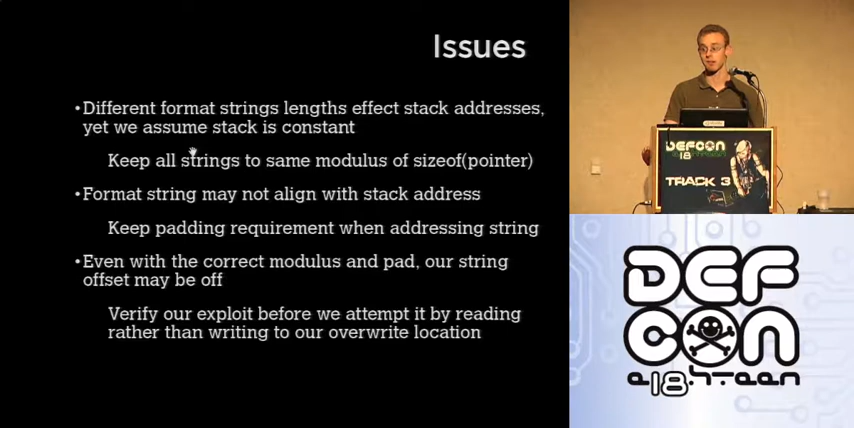 Issues
•Different format strings lengths effect stack addresses,
yet we assume stack is constant
Keep all strings to same modulus of sizeof(pointer)
•Format string may not align with stack address
Keep padding requirement when addressing string
•Even with the correct modulus and pad, our string
offset may be off
Verify our exploit before we attempt it by reading
rather than writing to our overwrite location
DEFCON
18
TRACK 3
DEF
CON